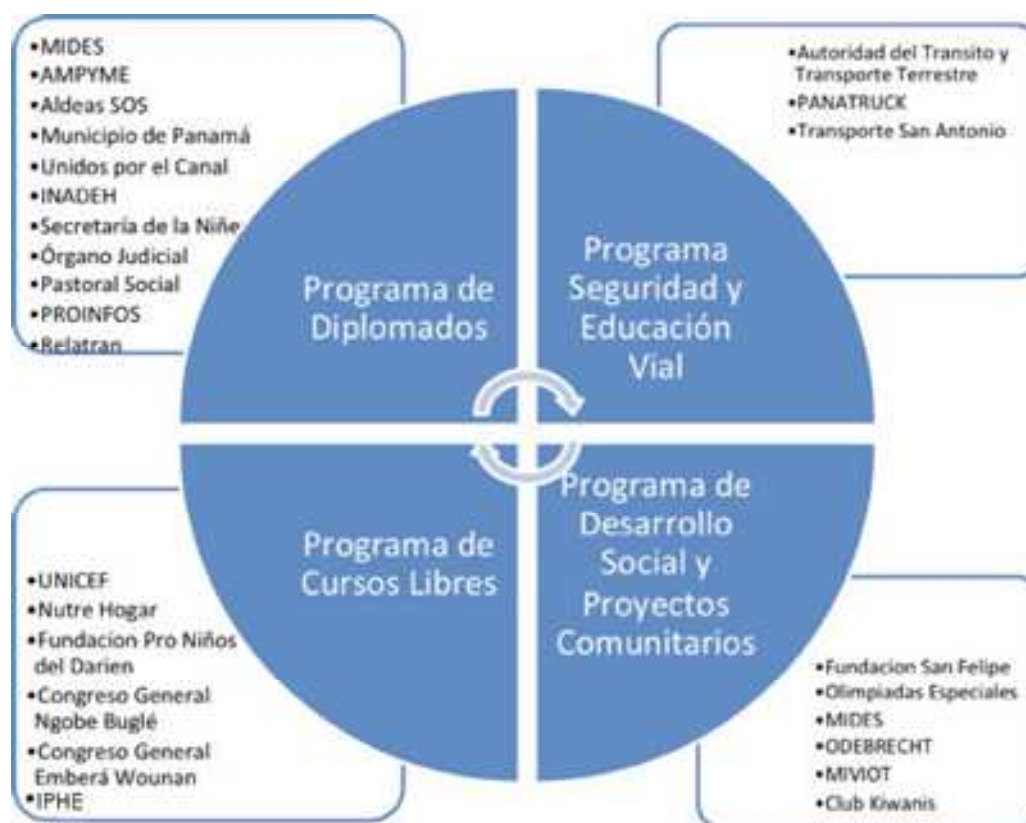 •MIDES
•AMPYME
•Aldeas SOS
•Municipio de Panamá
•Unidos por el Canal
•INADEH
•Secretaría de la Niñe
•Órgano Judicial
•Pastoral Social
•PROINFOS
•Relatran
•Autoridad del Transito y
Transporte Terrestre
•PANATRUCK
•Transporte San Antonio
Programa de
Diplomados
Programa
Seguridad y
Educación
Vial
Programa de
Cursos Libres
Programa de
Desarrollo
Social y
Proyectos
Comunitarios
•UNICEF
•Nutre Hogar
•Fundacion Pro Niños
del Darien
•Congreso General
Ngobe Buglé
•Congreso General
Emberá Wounan
•IPHE
•Fundacion San Felipe
•Olimpiadas Especiales
•MIDES
•ODEBRECHT
•MIVIOT
•Club Kiwanis